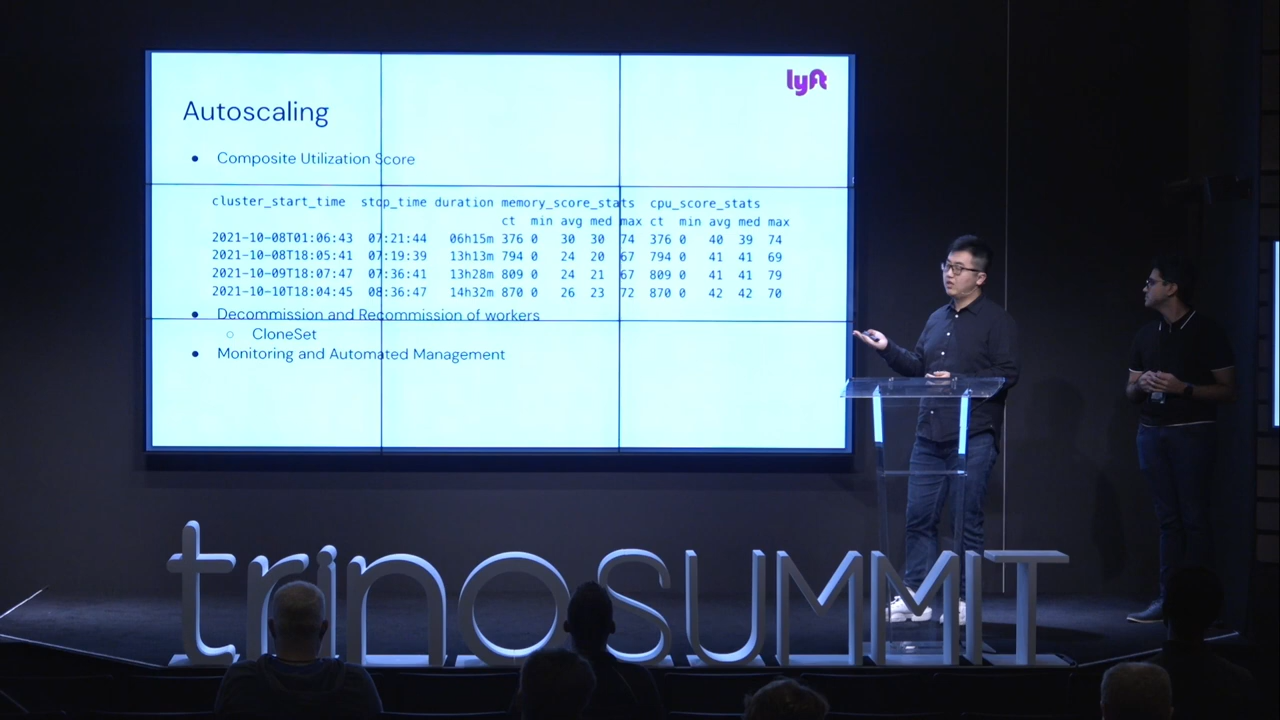 lyft
Autoscaling
● Composite Utilization Score
cluster_start_time stop_time duration memory_score_stats cpu_score_stats
ct min avg med max ct min avg med max
2021-10-08T01:06:43 07:21:44 06h15m 376 0 30 30 74 376 0 40 39 74
2021-10-08T18:05:41 07:19:39 13h13m 794 0 24 20 67 794 0 41 41 69
2021-10-09T18:07:47 07:36:41 13h28m 809 0 24 21 67 809 0 41 41 79
2021-10-10T18:04:45 08:36:47 14h32m 870 0 26 23 72 870 0 42 42 70
● Decommission and Recommission of workers
○ CloneSet
● Monitoring and Automated Management
trinoSUMMIT